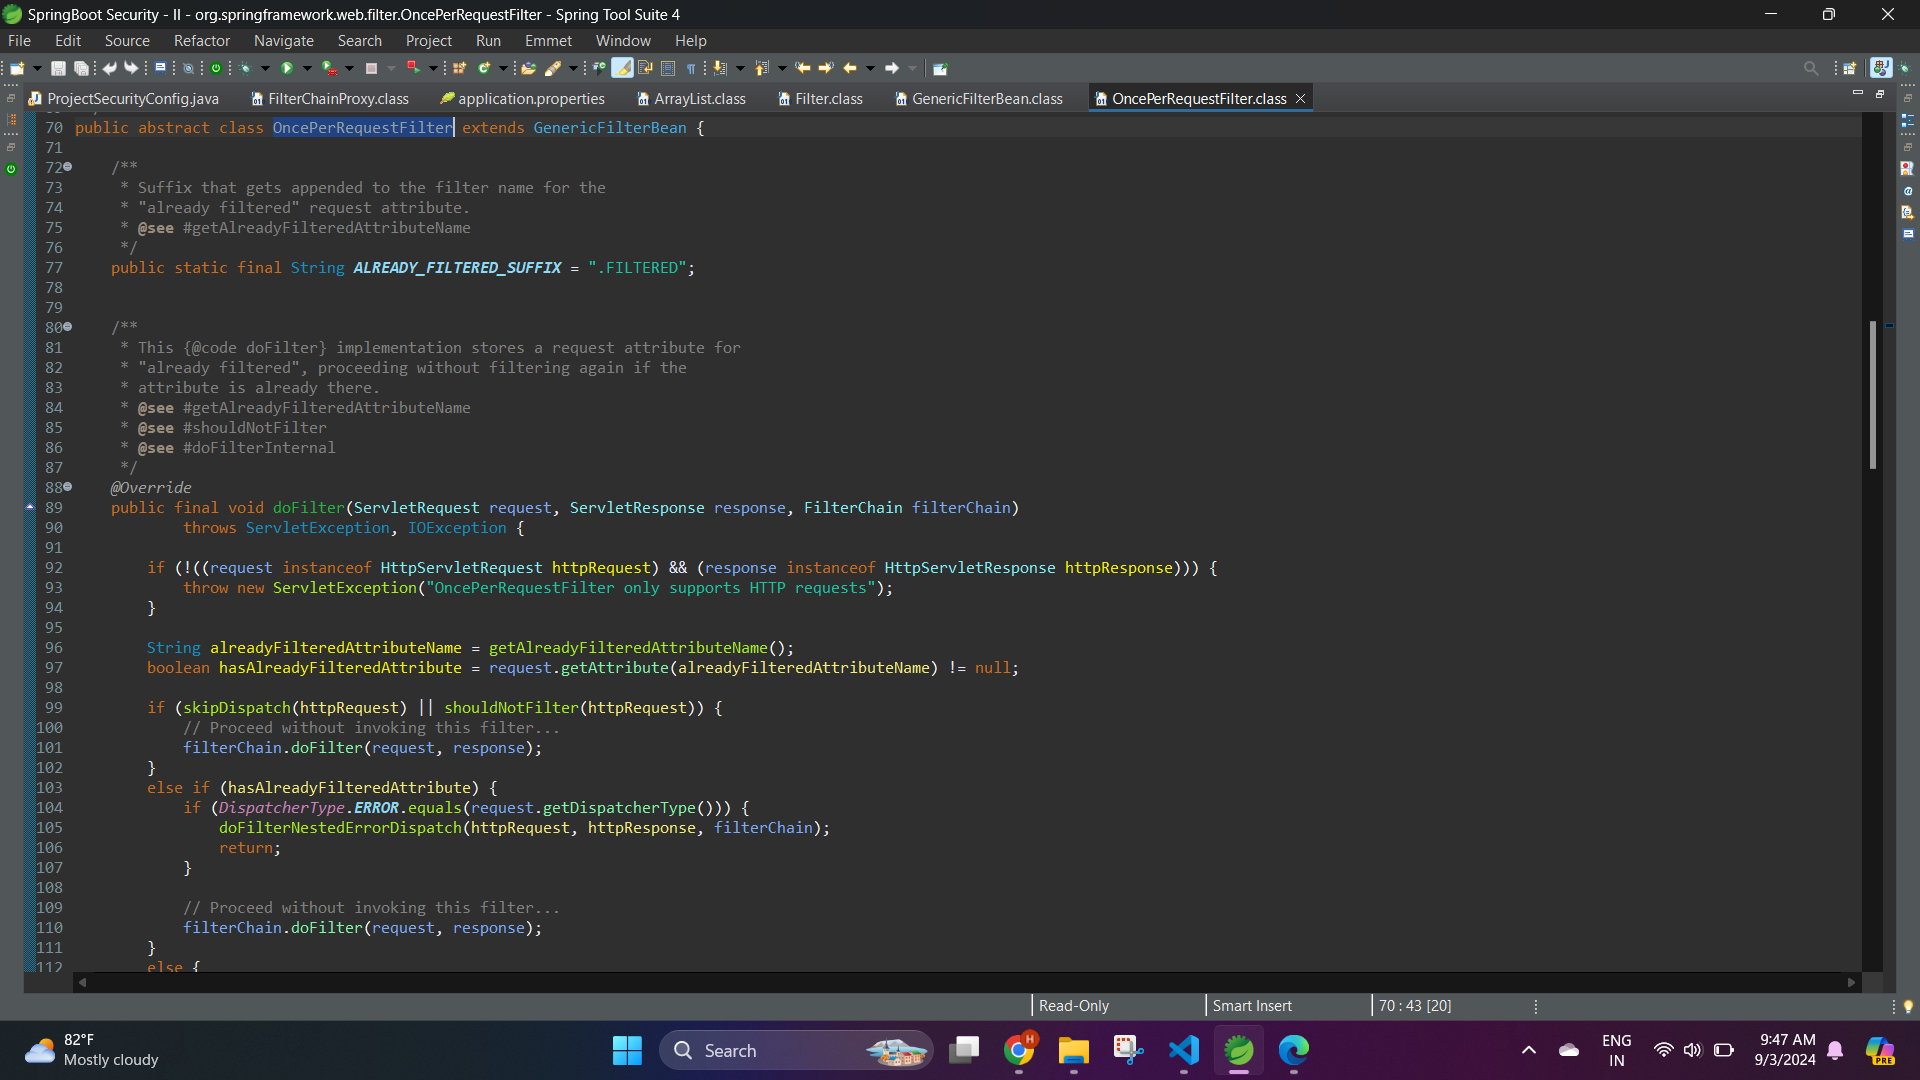 SpringBoot Security - II - org.springframework.web.filter.OncePerRequestFilter - Spring Tool Suite 4
File Edit Source Refactor Navigate Search Project Run Emmet Window Help
ProjectSecurityConfig.java FilterChainProxy.class application.properties ArrayList.class Filter.class GenericFilterBean.class OncePerRequestFilter.class
70 public abstract class OncePerRequestFilter extends GenericFilterBean {
71
72 /**
73 * Suffix that gets appended to the filter name for the
74 * "already filtered" request attribute.
75 * @see #getAlreadyFilteredAttributeName
76 */
77 public static final String ALREADY_FILTERED_SUFFIX = ".FILTERED";
78
79
80 /**
81 * This {@code doFilter} implementation stores a request attribute for
82 * "already filtered", proceeding without filtering again if the
83 * attribute is already there.
84 * @see #getAlreadyFilteredAttributeName
85 * @see #shouldNotFilter
86 * @see #doFilterInternal
87 */
88 @Override
89 public final void doFilter(ServletRequest request, ServletResponse response, FilterChain filterChain)
90 throws ServletException, IOException {
91
92 if (!((request instanceof HttpServletRequest httpRequest) && (response instanceof HttpServletResponse httpResponse))) {
93 throw new ServletException("OncePerRequestFilter only supports HTTP requests");
94 }
95
96 String alreadyFilteredAttributeName = getAlreadyFilteredAttributeName();
97 boolean hasAlreadyFilteredAttribute = request.getAttribute(alreadyFilteredAttributeName) != null;
98
99 if (skipDispatch(httpRequest) || shouldNotFilter(httpRequest)) {
100 // Proceed without invoking this filter...
101 filterChain.doFilter(request, response);
102 }
103 else if (hasAlreadyFilteredAttribute) {
104 if (DispatcherType.ERROR.equals(request.getDispatcherType())) {
105 doFilterNestedErrorDispatch(httpRequest, httpResponse, filterChain);
106 return;
107 }
108
109 // Proceed without invoking this filter...
110 filterChain.doFilter(request, response);
111 }
112 else {
Read-Only Smart Insert 70 : 43 [20]
82°F
Mostly cloudy
Search
H
ENG
IN
9:47 AM
9/3/2024
PRE